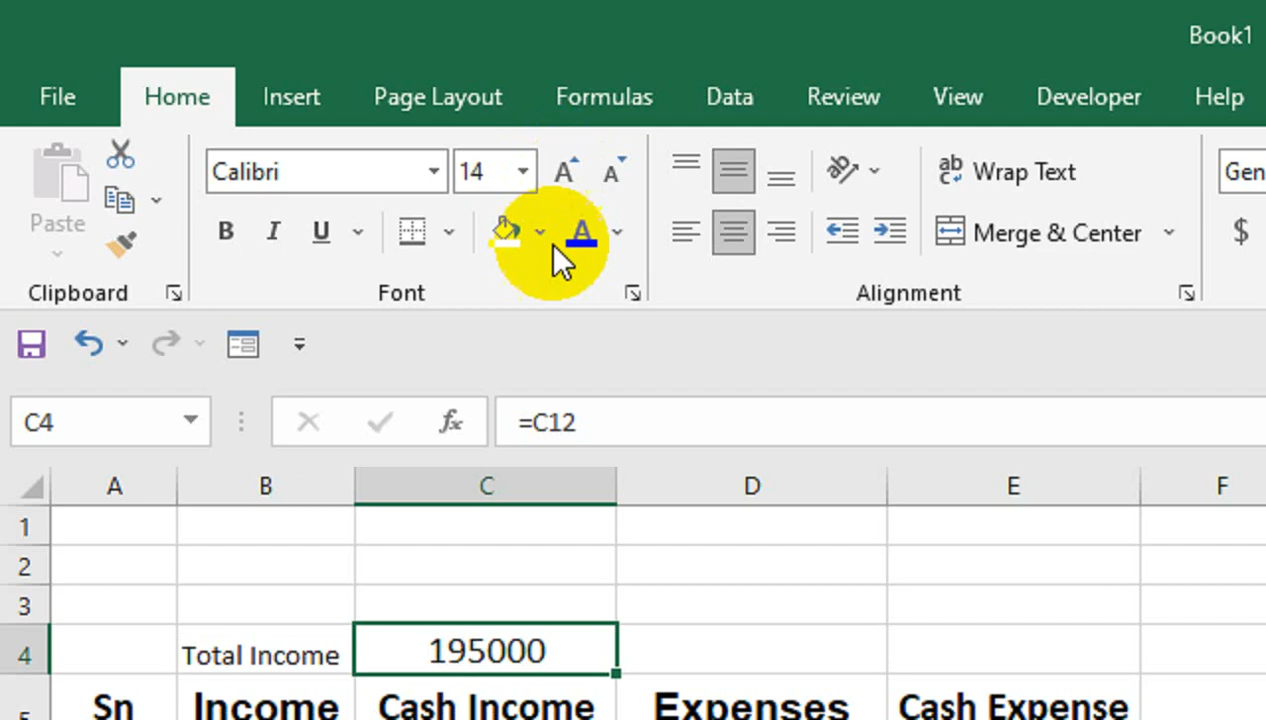 Book1
File Home Insert Page Layout Formulas Data Review View Developer Help
Calibri 14 A A ab c Wrap Text Gen
Paste B I U A Merge & Center $
Clipboard Font Alignment
C4 fx =C12
A B C D E F
1
2
3
4 Total Income 195000
5 Sn Income Cash Income Expenses Cash Expense